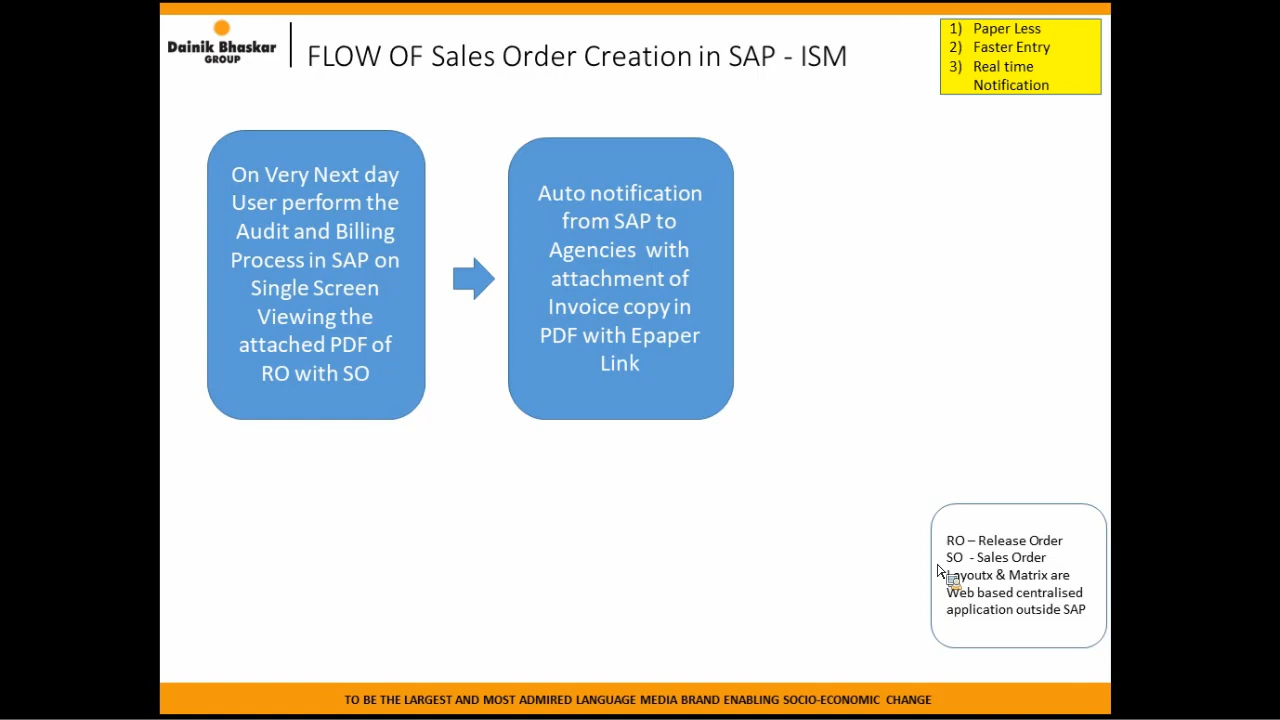 Dainik Bhaskar
GROUP
FLOW OF Sales Order Creation in SAP - ISM
1) Paper Less
2) Faster Entry
3) Real time
Notification
On Very Next day
User perform the
Audit and Billing
Process in SAP on
Single Screen
Viewing the
attached PDF of
RO with SO
Auto notification
from SAP to
Agencies with
attachment of
Invoice copy in
PDF with Epaper
Link
RO – Release Order
SO - Sales Order
Layoutx & Matrix are
Web based centralised
application outside SAP
TO BE THE LARGEST AND MOST ADMIRED LANGUAGE MEDIA BRAND ENABLING SOCIO-ECONOMIC CHANGE